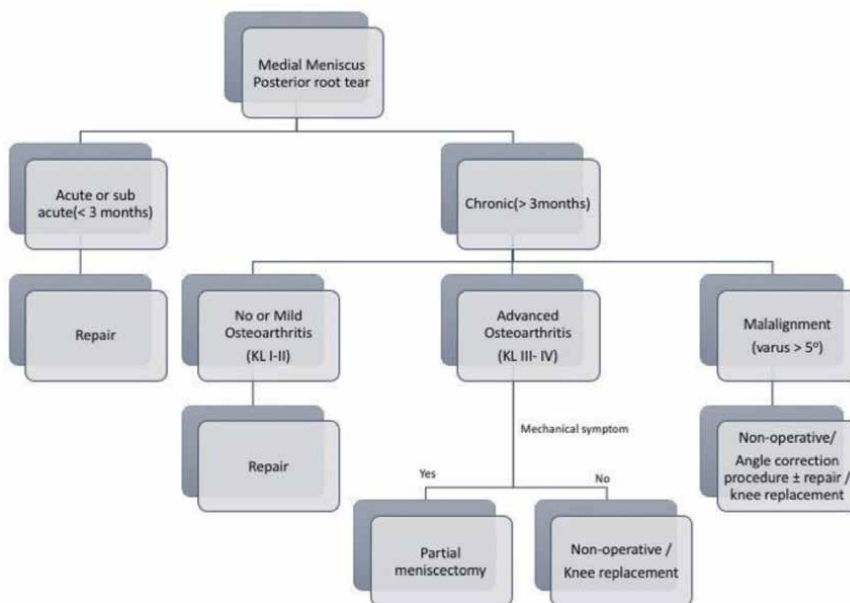 Medial Meniscus
Posterior root tear
Acute or sub
acute(< 3 months)
Chronic(> 3months)
Repair
No or Mild
Osteoarthritis
(KL I-II)
Advanced
Osteoarthritis
(KL III- IV)
Malalignment
(varus > 5°)
Repair
Mechanical symptom
Yes
No
Non-operative/
Angle correction
procedure ± repair /
knee replacement
Partial
meniscectomy
Non-operative /
Knee replacement